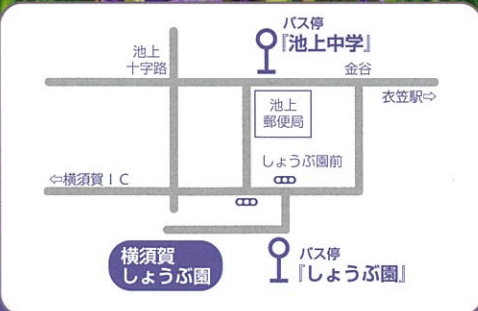 バス停
『池上中学』
池上
十字路
金谷
衣笠駅⇨
池上
郵便局
しょうぶ園前
⇦横須賀IC
横須賀
しょうぶ園
バス停
『しょうぶ園』